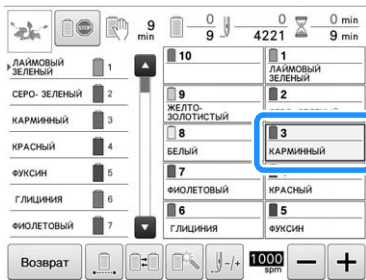 9
min
0
9
0
4221
0 min
9 min
ЛАЙМОВЫЙ
ЗЕЛЕНЫЙ
1
СЕРО- ЗЕЛЕНЫЙ
2
КАРМИННЫЙ
3
КРАСНЫЙ
4
ФУКСИН
5
ГЛИЦИНИЯ
6
ФИОЛЕТОВЫЙ
7
10
1
ЛАЙМОВЫЙ
ЗЕЛЕНЫЙ
9
ЖЕЛТО-
ЗОЛОТИСТЫЙ
2
8
БЕЛЫЙ
3
КАРМИННЫЙ
7
ФИОЛЕТОВЫЙ
КРАСНЫЙ
6
ГЛИЦИНИЯ
5
ФУКСИН
Возврат
-/+
1000
spm